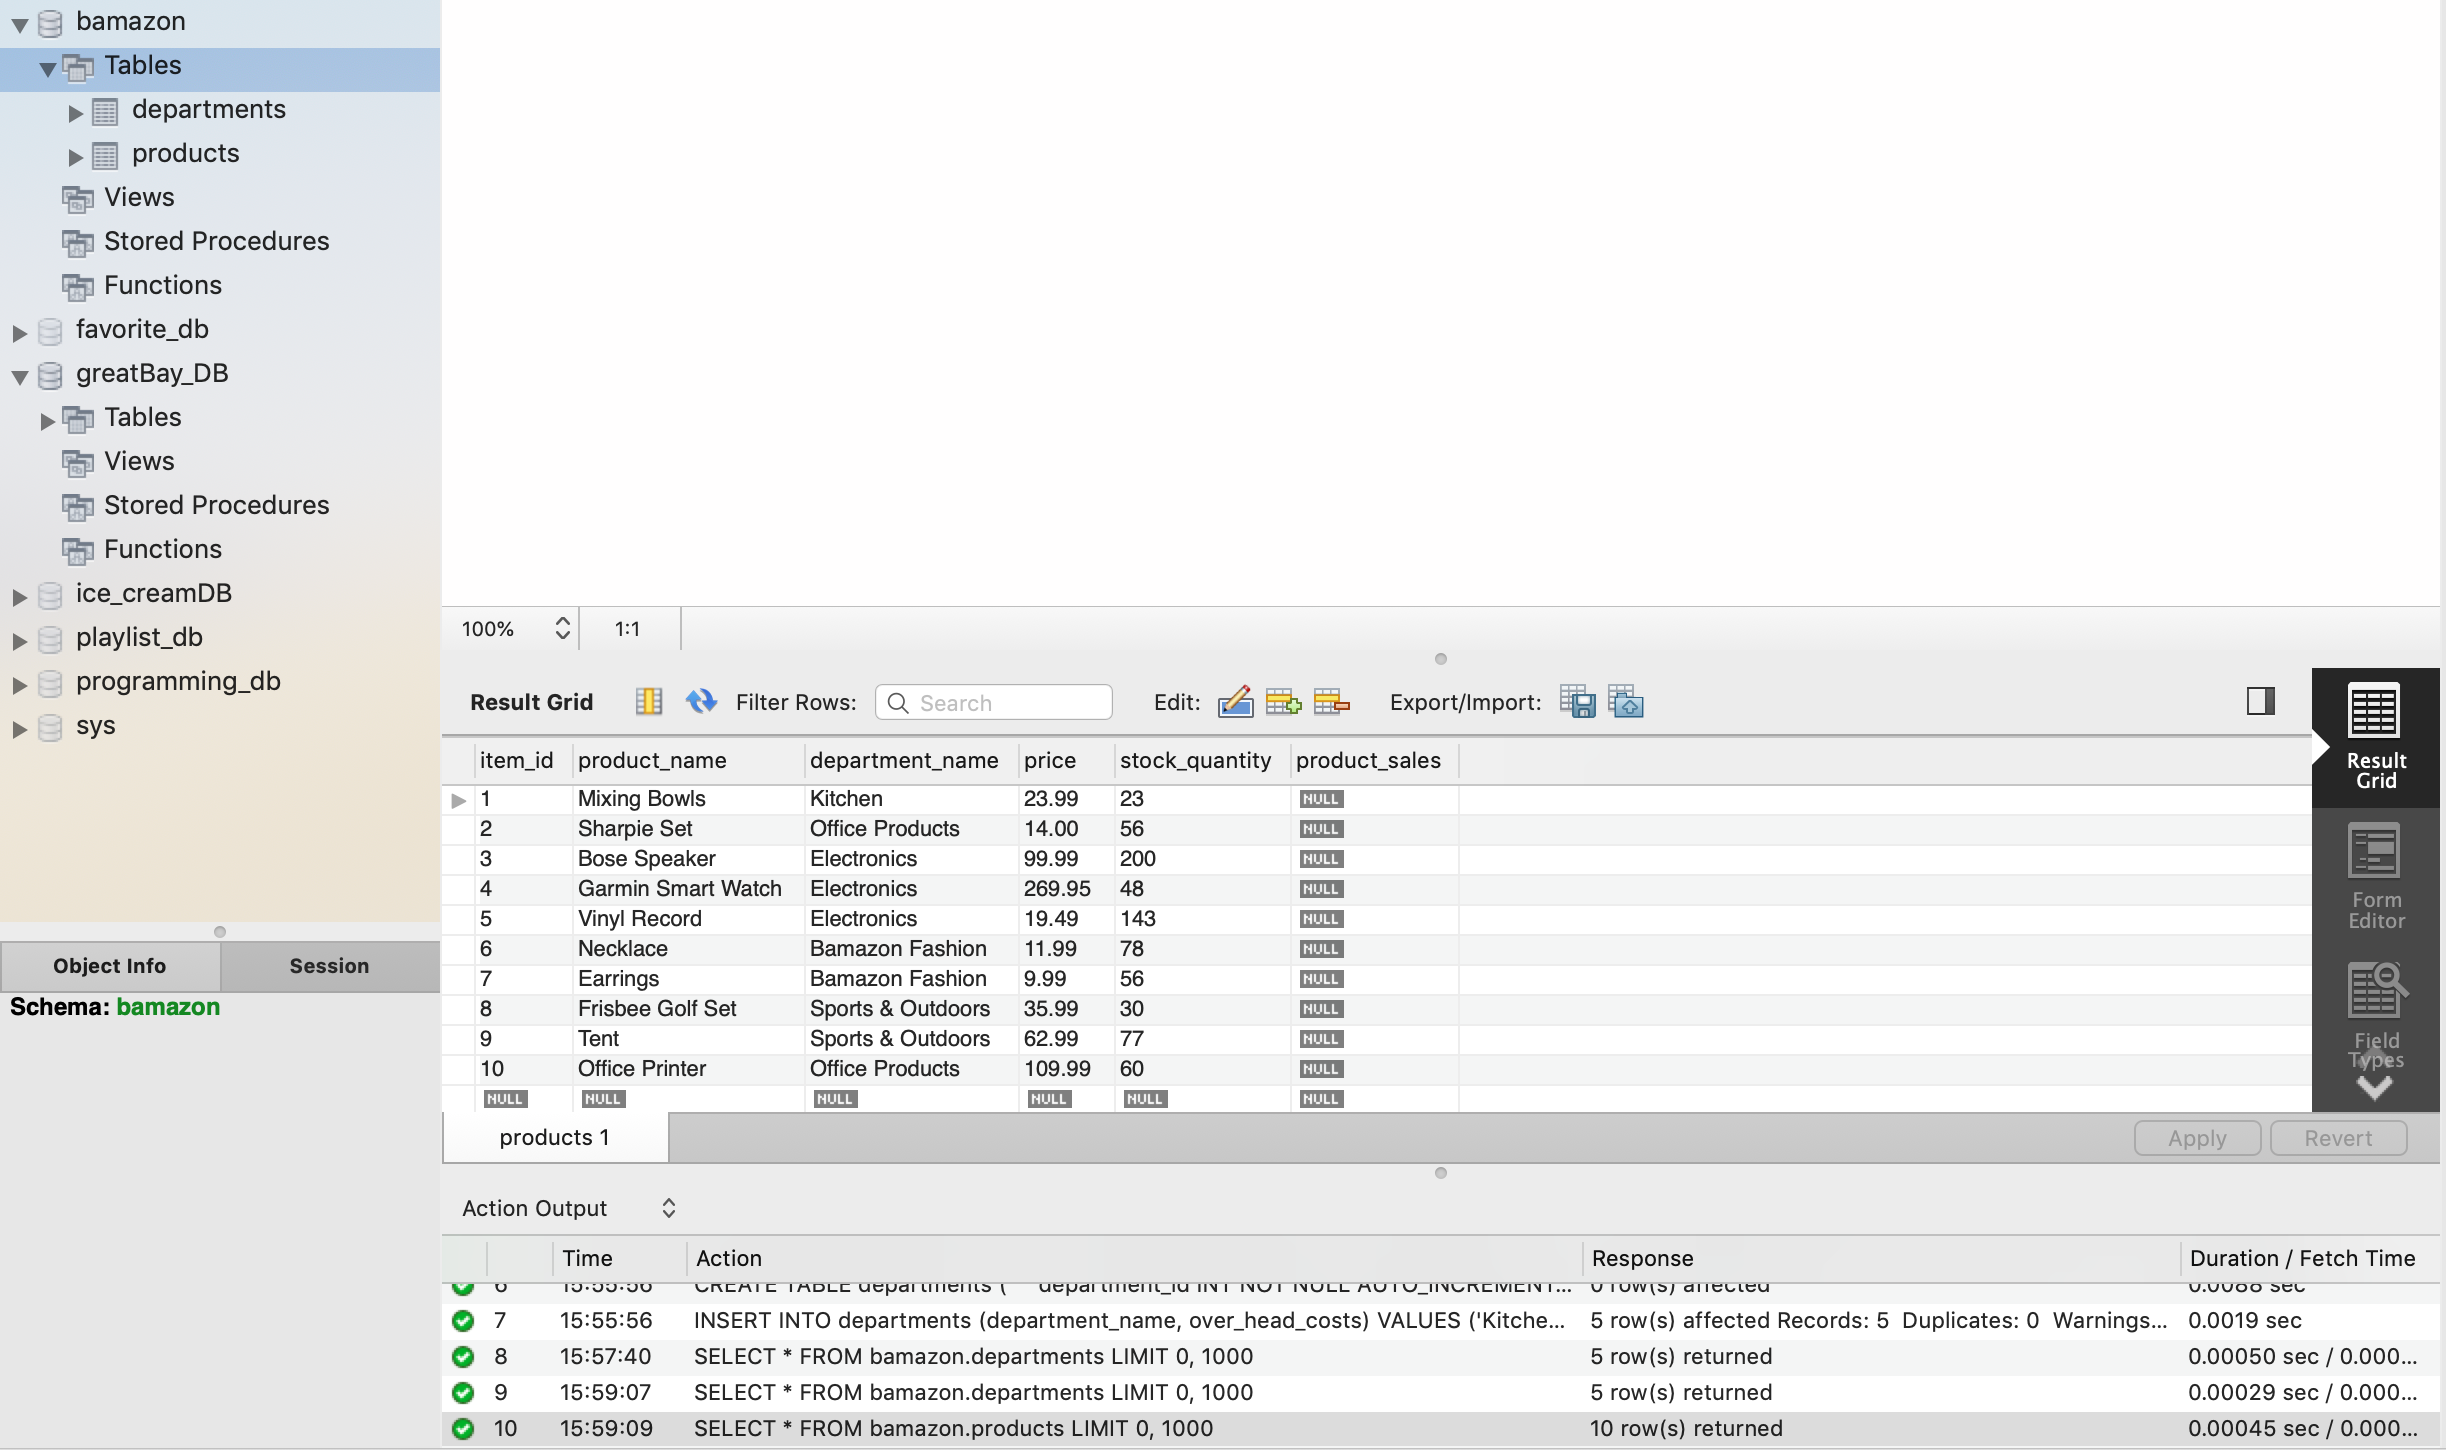 bamazon
Tables
departments
products
Views
Stored Procedures
Functions
favorite_db
greatBay_DB
Tables
Views
Stored Procedures
Functions
ice_creamDB
playlist_db
programming_db
sys
Object Info Session
Schema: bamazon
100% 1:1
Result Grid Filter Rows: Search Edit: Export/Import:
item_id product_name department_name price stock_quantity product_sales
1 Mixing Bowls Kitchen 23.99 23 NULL
2 Sharpie Set Office Products 14.00 56 NULL
3 Bose Speaker Electronics 99.99 200 NULL
4 Garmin Smart Watch Electronics 269.95 48 NULL
5 Vinyl Record Electronics 19.49 143 NULL
6 Necklace Bamazon Fashion 11.99 78 NULL
7 Earrings Bamazon Fashion 9.99 56 NULL
8 Frisbee Golf Set Sports & Outdoors 35.99 30 NULL
9 Tent Sports & Outdoors 62.99 77 NULL
10 Office Printer Office Products 109.99 60 NULL
NULL NULL NULL NULL NULL NULL
Result
Grid
Form
Editor
Field
Types
products 1 Apply Revert
Action Output
Time Action Response Duration / Fetch Time
6 15:55:56 CREATE TABLE departments ( department_id INT NOT NULL AUTO_INCREMENT... 0 row(s) affected 0.0088 sec
7 15:55:56 INSERT INTO departments (department_name, over_head_costs) VALUES ('Kitche... 5 row(s) affected Records: 5 Duplicates: 0 Warnings... 0.0019 sec
8 15:57:40 SELECT * FROM bamazon.departments LIMIT 0, 1000 5 row(s) returned 0.00050 sec / 0.000...
9 15:59:07 SELECT * FROM bamazon.departments LIMIT 0, 1000 5 row(s) returned 0.00029 sec / 0.000...
10 15:59:09 SELECT * FROM bamazon.products LIMIT 0, 1000 10 row(s) returned 0.00045 sec / 0.000...